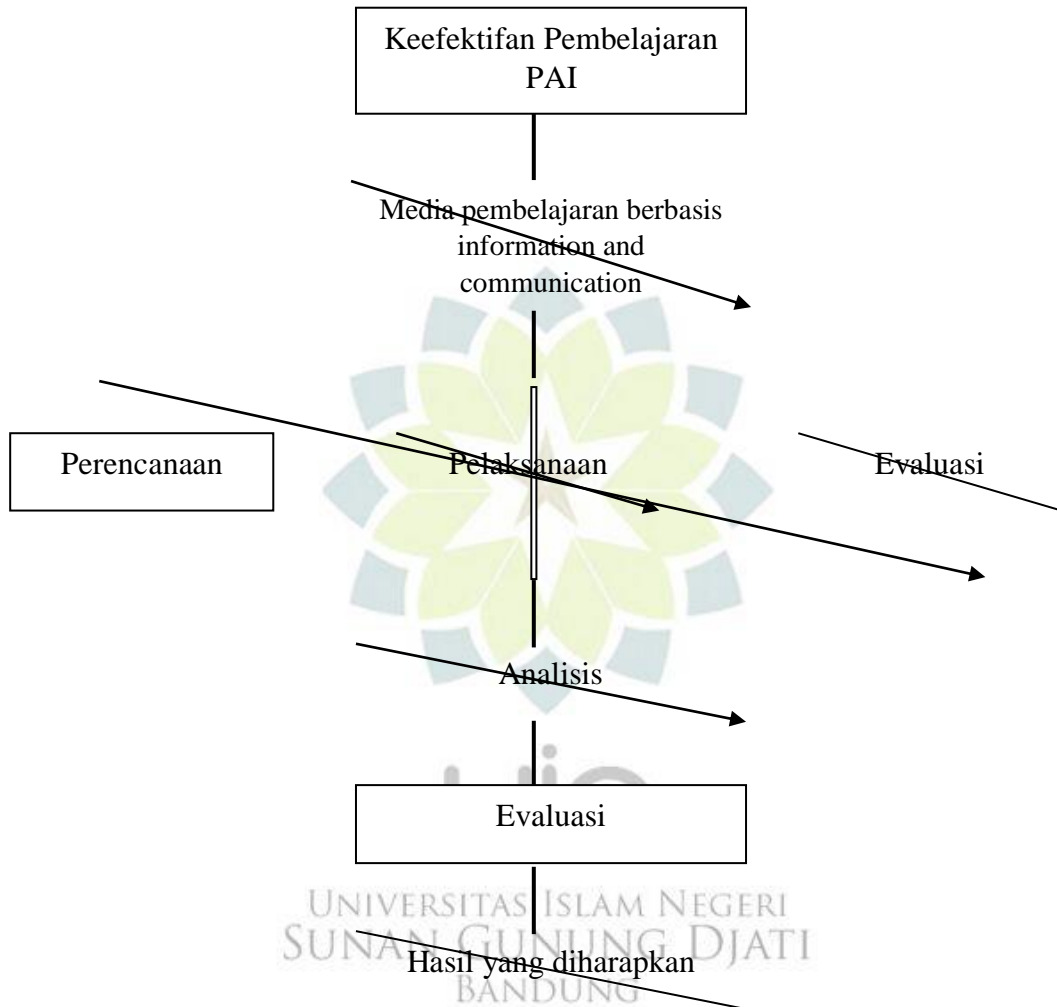 Keefektifan Pembelajaran
PAI
Media pembelajaran berbasis
information and
communication
Perencanaan
Pelaksanaan
Evaluasi
Analisis
uin
Evaluasi
UNIVERSITAS ISLAM NEGERI
SUNAN GUNUNG DJATI
Hasil yang diharapkan
BANDUNG